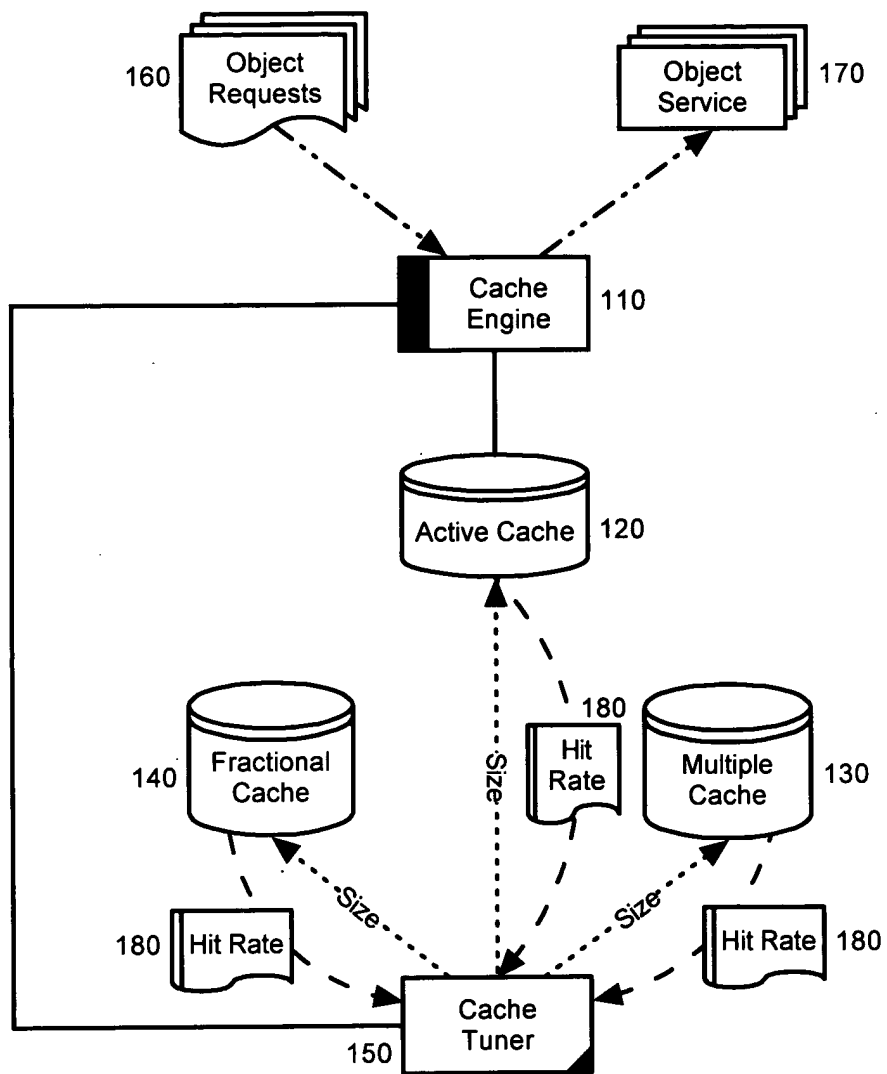 160
Object
Requests
Object
Service
170
Cache
Engine
110
Active Cache
120
180
Hit
Rate
Size
140
Fractional
Cache
Multiple
Cache
130
Size
Size
180
Hit Rate
Hit Rate
180
Cache
Tuner
150